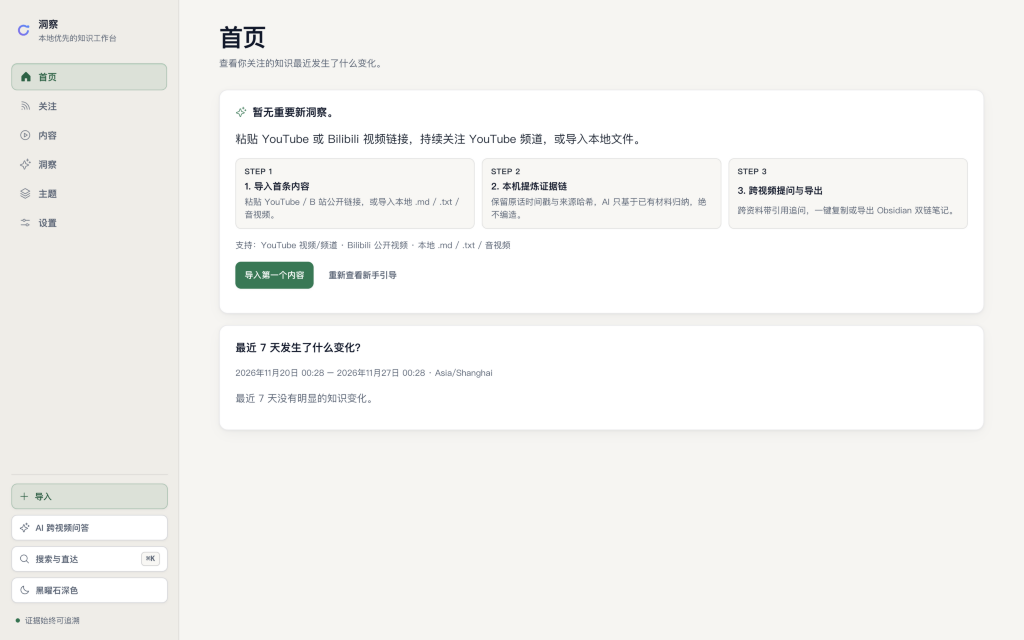 洞察
本地优先的知识工作台
首页
关注
内容
洞察
主题
设置
导入
AI 跨视频问答
搜索与直达 ⌘K
黑曜石深色
证据始终可追溯
首页
查看你关注的知识最近发生了什么变化。
暂无重要新洞察。
粘贴 YouTube 或 Bilibili 视频链接，持续关注 YouTube 频道，或导入本地文件。
STEP 1
1. 导入首条内容
粘贴 YouTube / B 站公开链接，或导入本地 .md / .txt /
音视频。
STEP 2
2. 本机提炼证据链
保留原话时间戳与来源哈希，AI 只基于已有材料归纳，绝
不编造。
STEP 3
3. 跨视频提问与导出
跨资料带引用追问，一键复制或导出 Obsidian 双链笔记。
支持：YouTube 视频/频道 · Bilibili 公开视频 · 本地 .md / .txt / 音视频
导入第一个内容
重新查看新手引导
最近 7 天发生了什么变化?
2026年11月20日 00:28 — 2026年11月27日 00:28 · Asia/Shanghai
最近 7 天没有明显的知识变化。